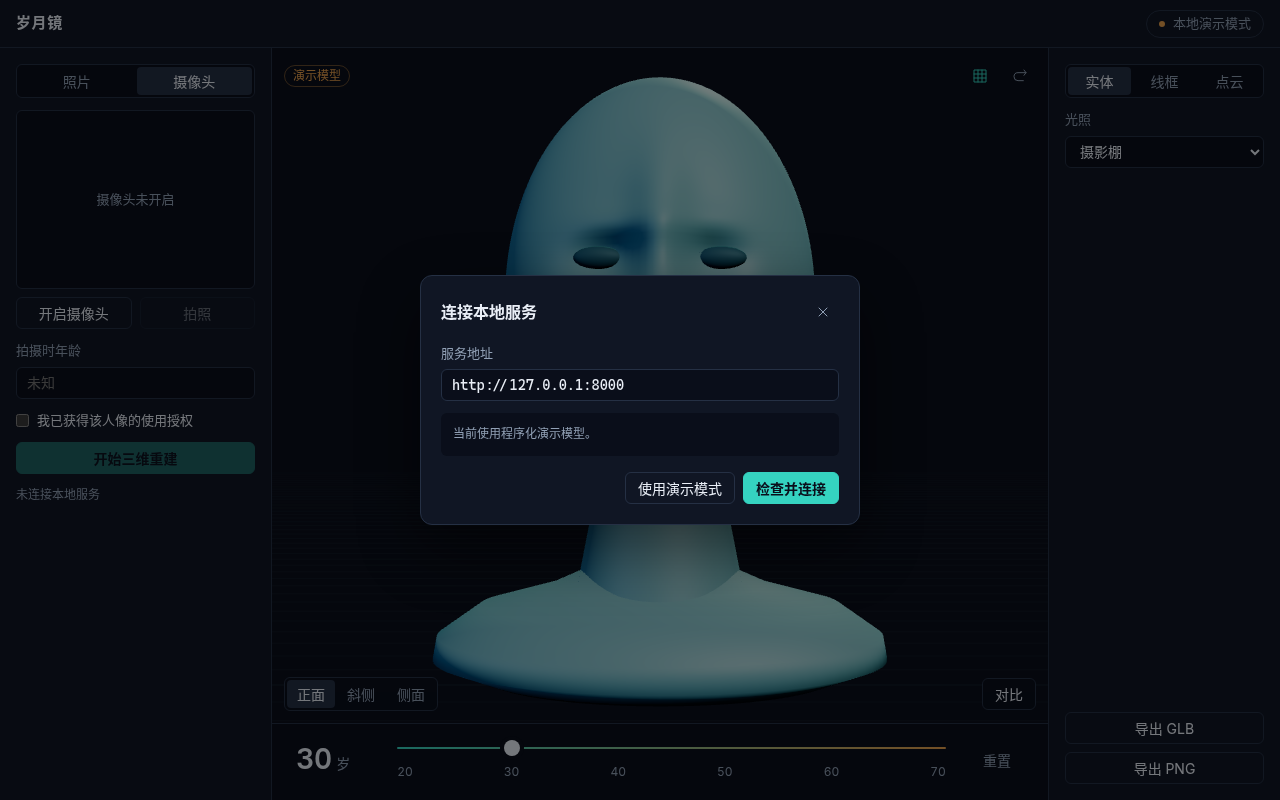 岁月镜
本地演示模式
照片
摄像头
摄像头未开启
开启摄像头
拍照
拍摄时年龄
未知
我已获得该人像的使用授权
开始三维重建
未连接本地服务
演示模型
连接本地服务
服务地址
http://127.0.0.1:8000
当前使用程序化演示模型。
使用演示模式
检查并连接
正面
斜侧
侧面
对比
30 岁
20
30
40
50
60
70
重置
实体
线框
点云
光照
摄影棚
导出 GLB
导出 PNG